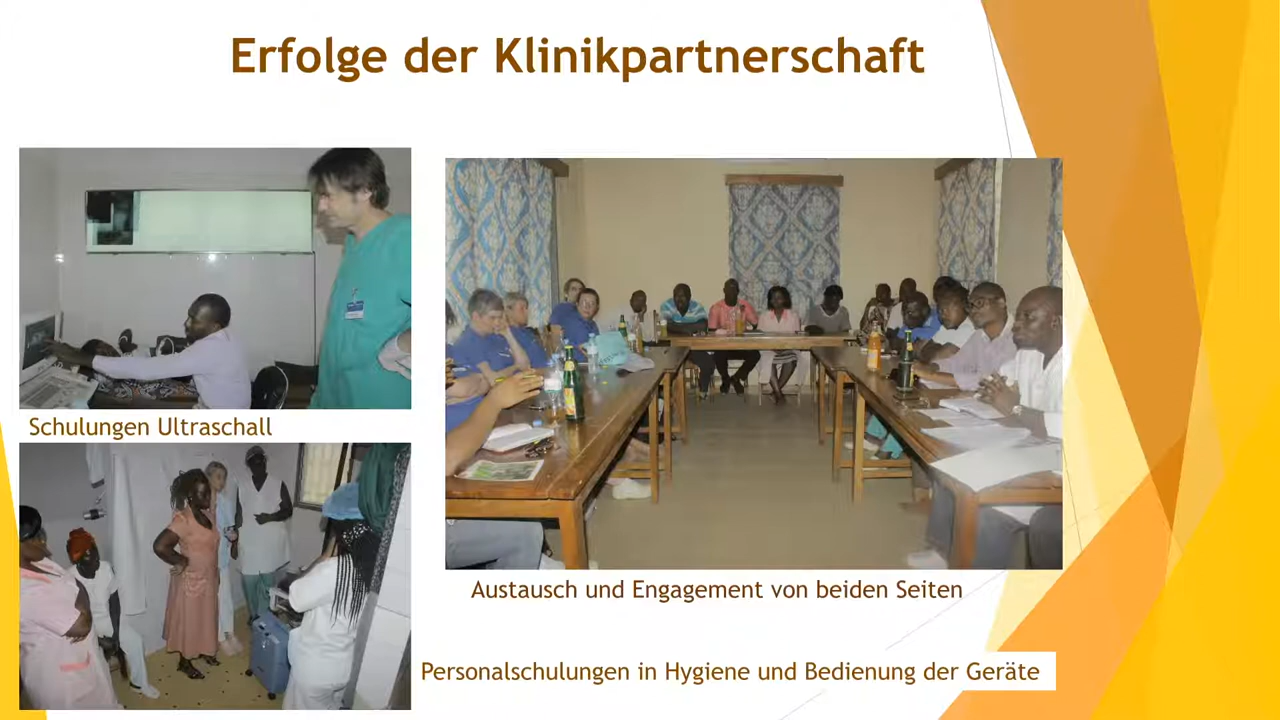 Erfolge der Klinikpartnerschaft
Schulungen Ultraschall
Austausch und Engagement von beiden Seiten
Personalschulungen in Hygiene und Bedienung der Geräte